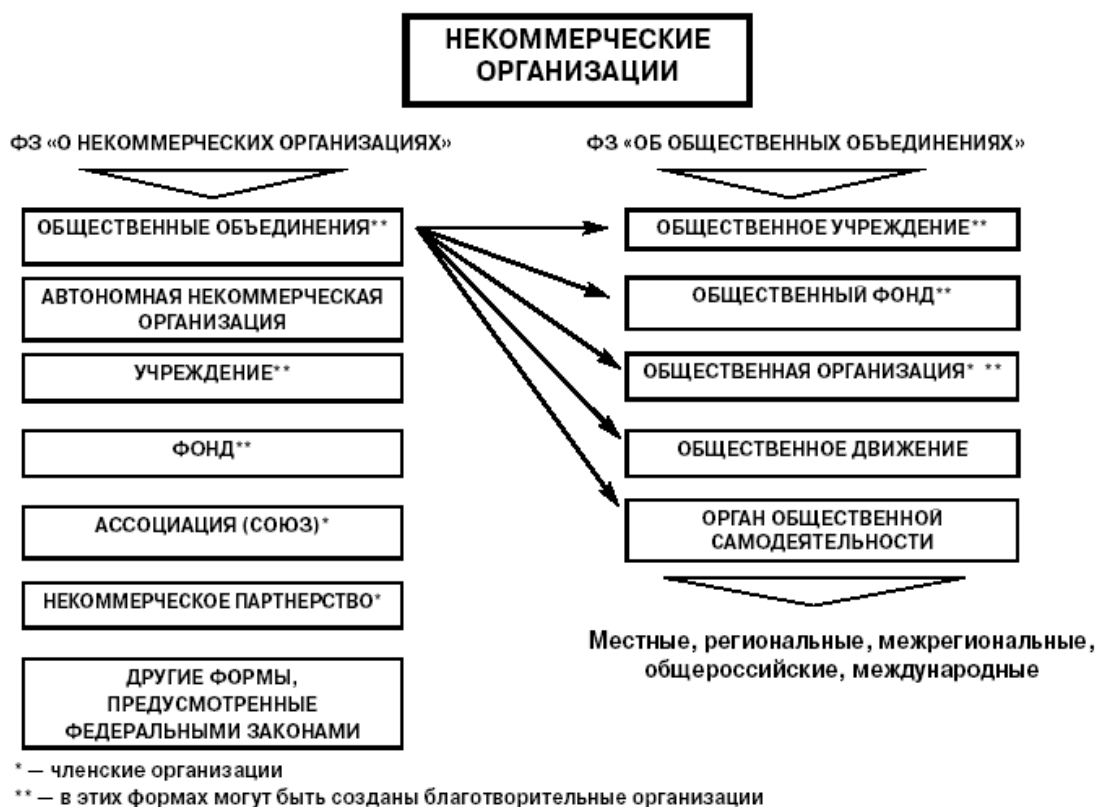 НЕКОММЕРЧЕСКИЕ
ОРГАНИЗАЦИИ
ФЗ «О НЕКОММЕРЧЕСКИХ ОРГАНИЗАЦИЯХ»
ОБЩЕСТВЕННЫЕ ОБЪЕДИНЕНИЯ**
АВТОНОМНАЯ НЕКОММЕРЧЕСКАЯ
ОРГАНИЗАЦИЯ
УЧРЕЖДЕНИЕ**
ФОНД**
АССОЦИАЦИЯ (СОЮЗ)*
НЕКОММЕРЧЕСКОЕ ПАРТНЕРСТВО*
ДРУГИЕ ФОРМЫ,
ПРЕДУСМОТРЕННЫЕ
ФЕДЕРАЛЬНЫМИ ЗАКОНАМИ
ФЗ «ОБ ОБЩЕСТВЕННЫХ ОБЪЕДИНЕНИЯХ»
ОБЩЕСТВЕННОЕ УЧРЕЖДЕНИЕ**
ОБЩЕСТВЕННЫЙ ФОНД**
ОБЩЕСТВЕННАЯ ОРГАНИЗАЦИЯ* **
ОБЩЕСТВЕННОЕ ДВИЖЕНИЕ
ОРГАН ОБЩЕСТВЕННОЙ
САМОДЕЯТЕЛЬНОСТИ
Местные, региональные, межрегиональные,
общероссийские, международные
* — членские организации
** — в этих формах могут быть созданы благотворительные организации